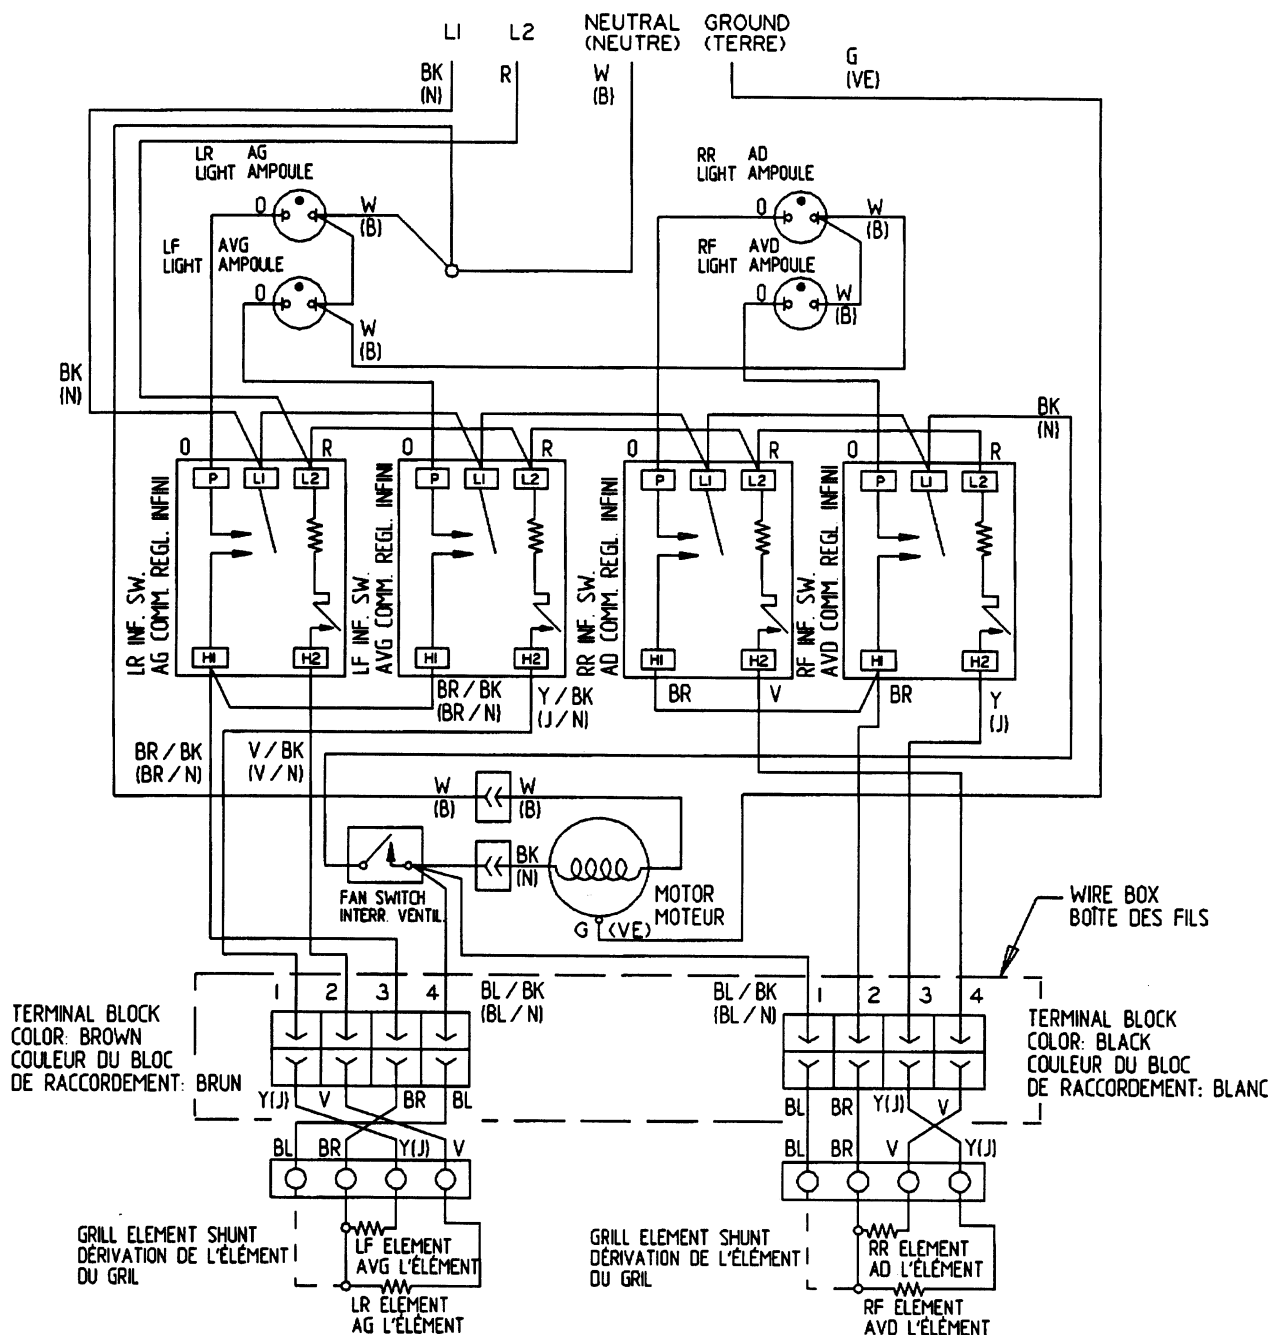 L1 L2 NEUTRAL GROUND
(NEUTRE) (TERRE)
BK
(N)
R
W
(B)
G
(VE)
LR AG
LIGHT AMPOULE
O
W
(B)
LF AVG
LIGHT AMPOULE
O
W
(B)
RR AD
LIGHT AMPOULE
O
W
(B)
RF AVD
LIGHT AMPOULE
O
W
(B)
BK
(N)
BK
(N)
O R
P L1 L2
H1 H2
LR INF. SW.
AG COMM. REGL. INFINI
O R
P L1 L2
H1 H2
LF INF. SW.
AVG COMM. REGL. INFINI
O R
P L1 L2
H1 H2
RR INF. SW.
AD COMM. REGL. INFINI
O R
P L1 L2
H1 H2
RF INF. SW.
AVD COMM. REGL. INFINI
BR / BK
(BR / N)
Y / BK
(J / N)
BR
V
BR
Y
(J)
BR / BK
(BR / N)
V / BK
(V / N)
W
(B)
W
(B)
BK
(N)
FAN SWITCH
INTERR. VENTIL.
MOTOR
MOTEUR
G (VE)
WIRE BOX
BOÎTE DES FILS
1 2 3 4
BL / BK
(BL / N)
BL / BK
(BL / N)
1 2 3 4
TERMINAL BLOCK
COLOR: BROWN
COULEUR DU BLOC
DE RACCORDEMENT: BRUN
TERMINAL BLOCK
COLOR: BLACK
COULEUR DU BLOC
DE RACCORDEMENT: BLANC
Y(J) V BR BL
BL BR Y(J) V
BL BR Y(J) V
BL BR V Y(J)
GRILL ELEMENT SHUNT
DÉRIVATION DE L'ÉLÉMENT
DU GRIL
LF ELEMENT
AVG L'ÉLÉMENT
LR ELEMENT
AG L'ÉLÉMENT
GRILL ELEMENT SHUNT
DÉRIVATION DE L'ÉLÉMENT
DU GRIL
RR ELEMENT
AD L'ÉLÉMENT
RF ELEMENT
AVD L'ÉLÉMENT